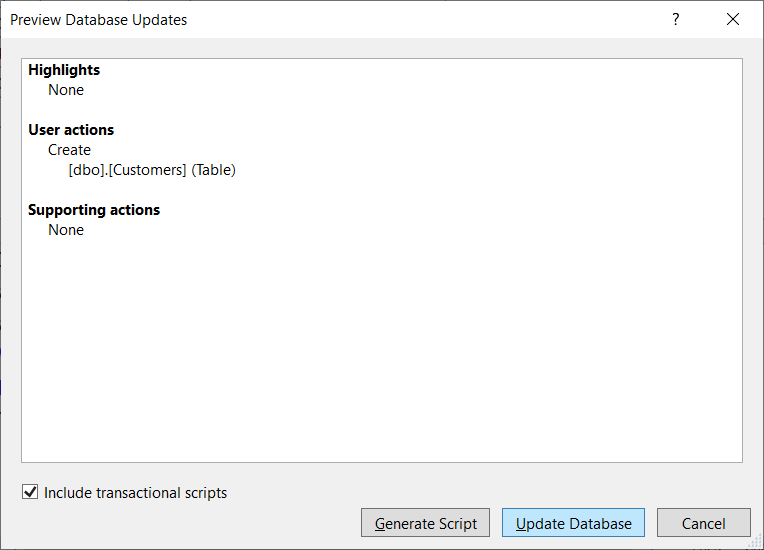 Preview Database Updates
?
Highlights
None
User actions
Create
[dbo].[Customers] (Table)
Supporting actions
None
Include transactional scripts
Generate Script
Update Database
Cancel